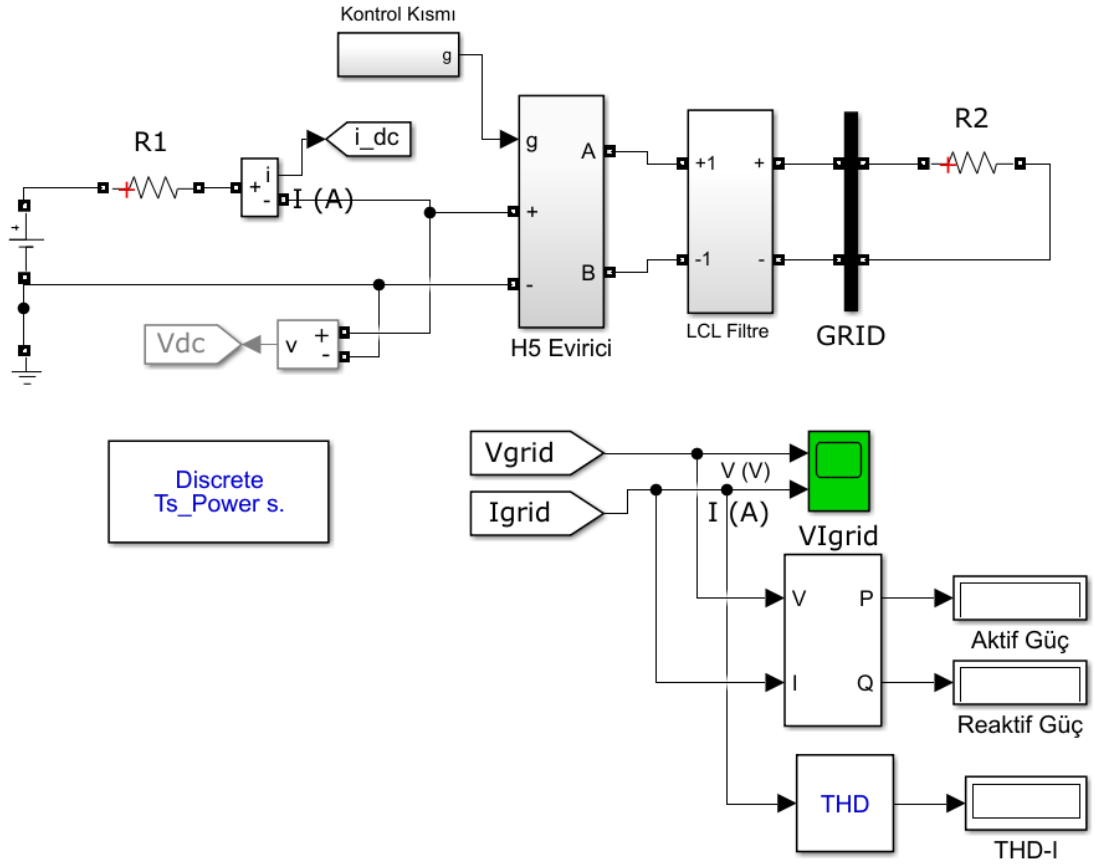 Kontrol Kısmı
g
R1
i_dc
i
+
-
I (A)
g
A
+
-
B
H5 Evirici
+1
+
-1
-
LCL Filtre
GRID
R2
+
Vdc
v
+
-
Discrete
Ts_Power s.
Vgrid
Igrid
V (V)
I (A)
VIgrid
V
P
I
Q
Aktif Güç
Reaktif Güç
THD
THD-I